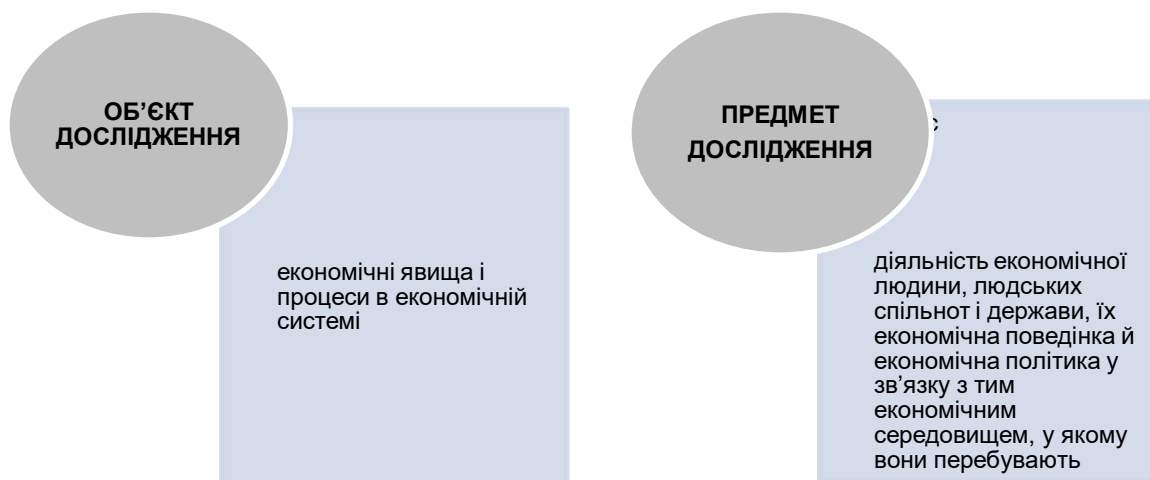 ОБ’ЄКТ
ДОСЛІДЖЕННЯ
економічні явища і
процеси в економічній
системі
ПРЕДМЕТ
ДОСЛІДЖЕННЯ
діяльність економічної
людини, людських
спільнот і держави, їх
економічна поведінка й
економічна політика у
зв’язку з тим
економічним
середовищем, у якому
вони перебувають